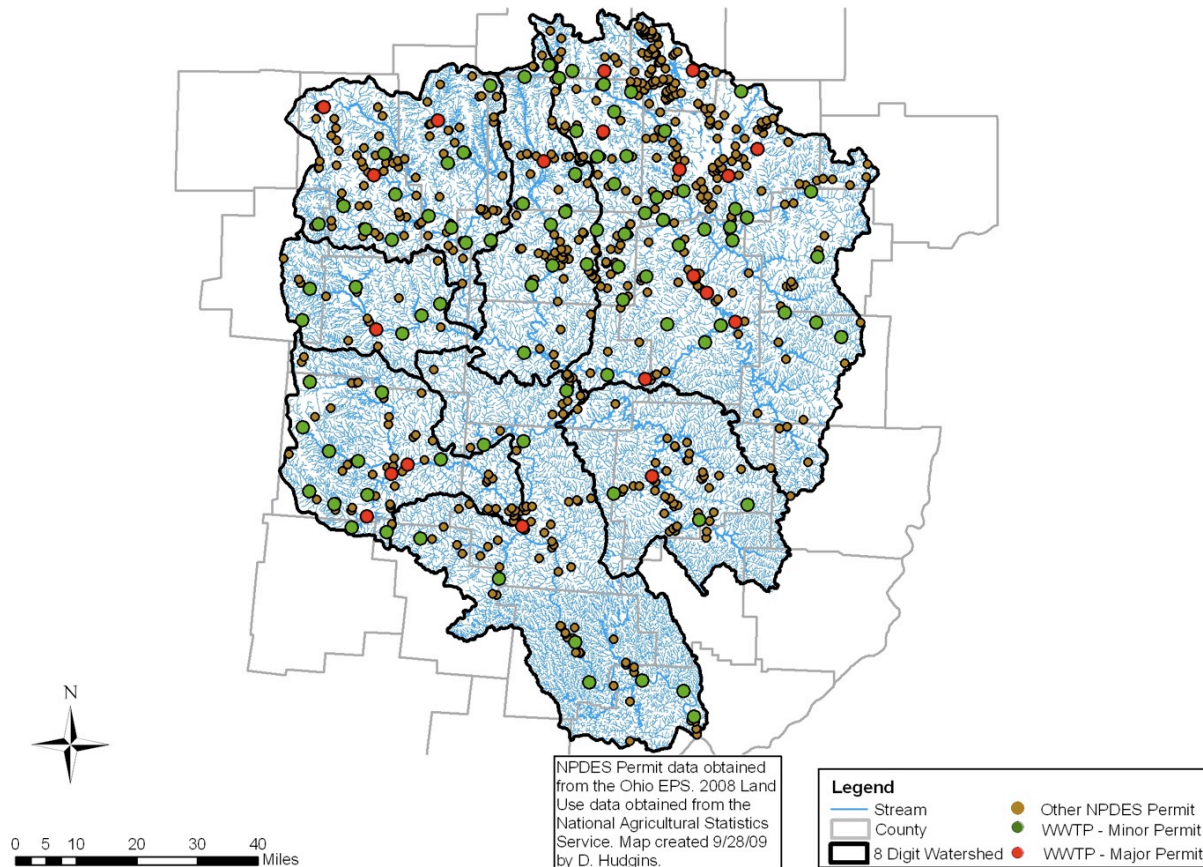 N
0 5 10 20 30 40
Miles
NPDES Permit data obtained
from the Ohio EPS. 2008 Land
Use data obtained from the
National Agricultural Statistics
Service. Map created 9/28/09
by D. Hudgins.
Legend
Stream
County
8 Digit Watershed
Other NPDES Permit
WWTP - Minor Permit
WWTP - Major Permit